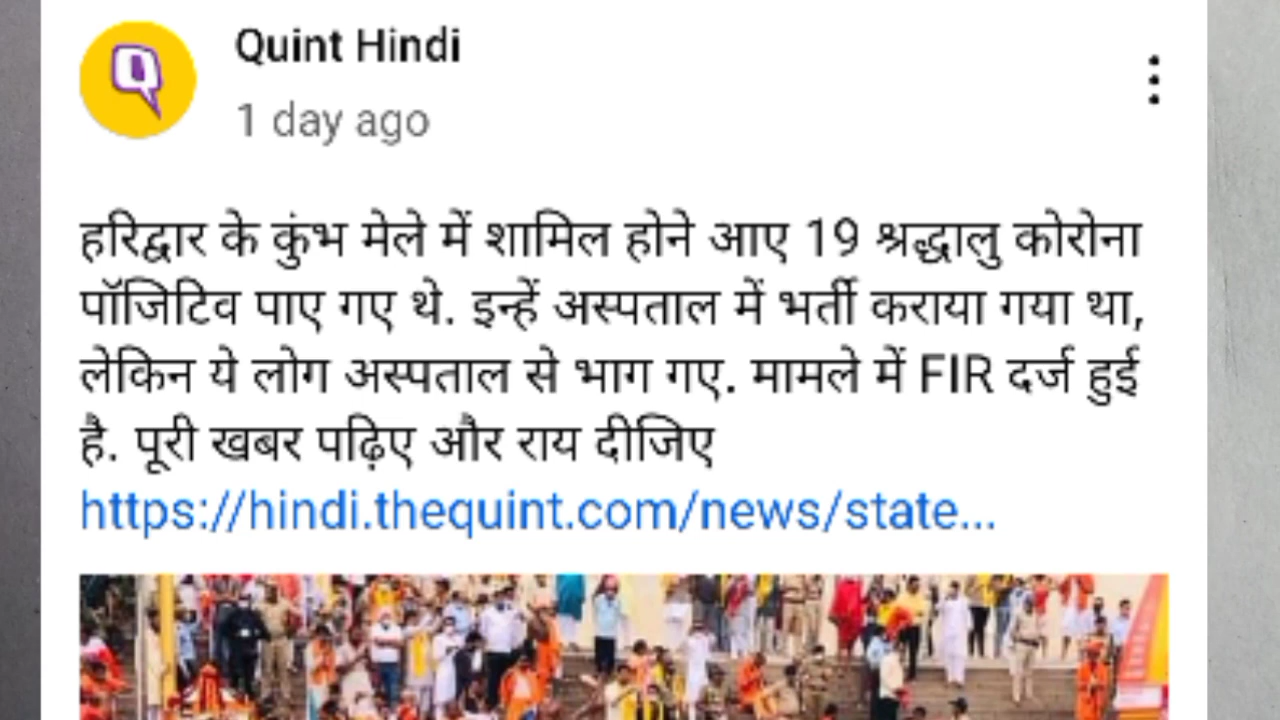 Quint Hindi
1 day ago
हरिद्वार के कुंभ मेले में शामिल होने आए 19 श्रद्धालु कोरोना
पॉजिटिव पाए गए थे. इन्हें अस्पताल में भर्ती कराया गया था,
लेकिन ये लोग अस्पताल से भाग गए. मामले में FIR दर्ज हुई
है. पूरी खबर पढ़िए और राय दीजिए
https://hindi.thequint.com/news/state...